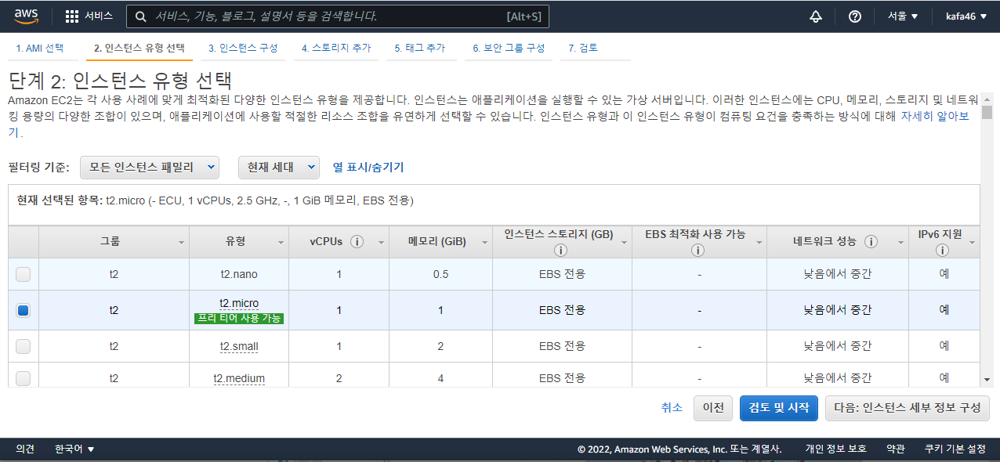 aws
서비스
서비스, 기능, 블로그, 설명서 등을 검색합니다.
[Alt+S]
서울 ▼
kafa46 ▼
1. AMI 선택
2. 인스턴스 유형 선택
3. 인스턴스 구성
4. 스토리지 추가
5. 태그 추가
6. 보안 그룹 구성
7. 검토
단계 2: 인스턴스 유형 선택
Amazon EC2는 각 사용 사례에 맞게 최적화된 다양한 인스턴스 유형을 제공합니다. 인스턴스는 애플리케이션을 실행할 수 있는 가상 서버입니다. 이러한 인스턴스에는 CPU, 메모리, 스토리지 및 네트워
킹 용량의 다양한 조합이 있으며, 애플리케이션에 사용할 적절한 리소스 조합을 유연하게 선택할 수 있습니다. 인스턴스 유형과 이 인스턴스 유형이 컴퓨팅 요건을 충족하는 방식에 대해 자세히 알아보
기.
필터링 기준: 모든 인스턴스 패밀리 현재 세대 열 표시/숨기기
현재 선택된 항목: t2.micro (- ECU, 1 vCPUs, 2.5 GHz, -, 1 GiB 메모리, EBS 전용)
그룹 유형 vCPUs 메모리 (GiB) 인스턴스 스토리지 (GB) EBS 최적화 사용 가능 네트워크 성능 IPv6 지원
t2 t2.nano 1 0.5 EBS 전용 - 낮음에서 중간 예
t2 t2.micro 1 1 EBS 전용 - 낮음에서 중간 예
프리 티어 사용 가능
t2 t2.small 1 2 EBS 전용 - 낮음에서 중간 예
t2 t2.medium 2 4 EBS 전용 - 낮음에서 중간 예
취소 이전 검토 및 시작 다음: 인스턴스 세부 정보 구성
의견 한국어 ▼ © 2022, Amazon Web Services, Inc. 또는 계열사. 개인 정보 보호 약관 쿠키 기본 설정